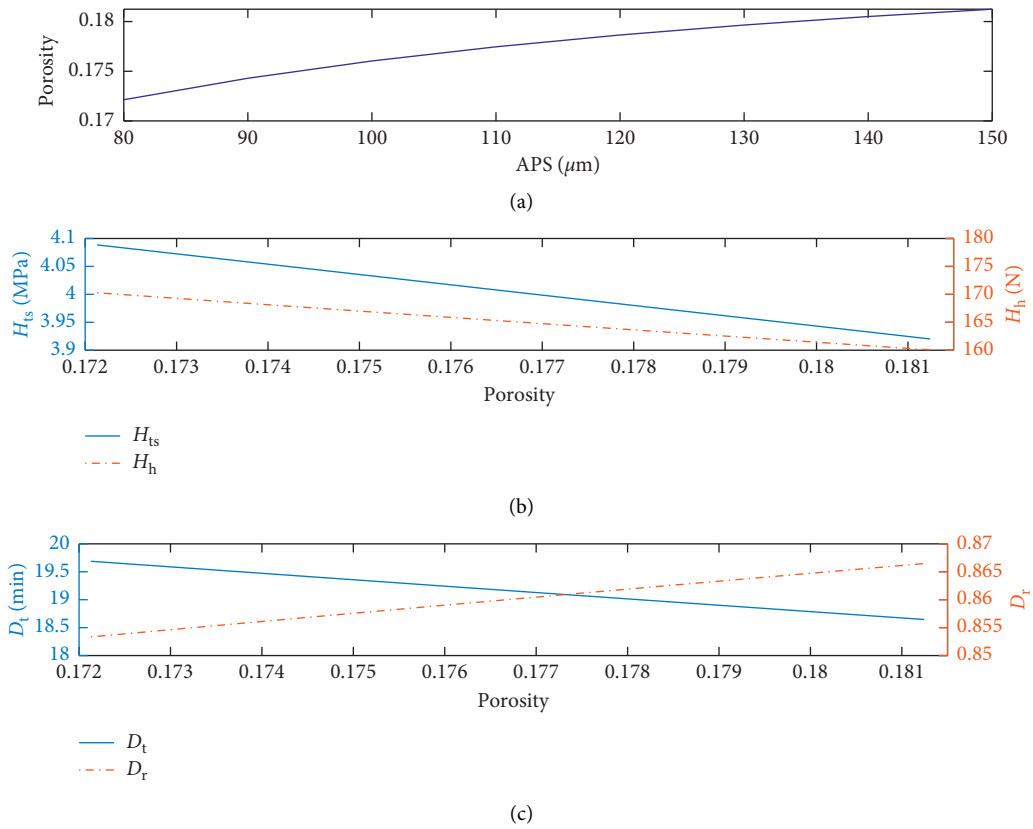 Porosity
0.18
0.175
0.17
80 90 100 110 120 130 140 150
APS (μm)
(a)
H_ts (MPa)
4.1
4.05
4
3.95
3.9
180
175
170
165
160
H_h (N)
0.172 0.173 0.174 0.175 0.176 0.177 0.178 0.179 0.18 0.181
Porosity
H_ts
H_h
(b)
D_t (min)
20
19.5
19
18.5
18
0.87
0.865
0.86
0.855
0.85
D_r
0.172 0.173 0.174 0.175 0.176 0.177 0.178 0.179 0.18 0.181
Porosity
D_t
D_r
(c)